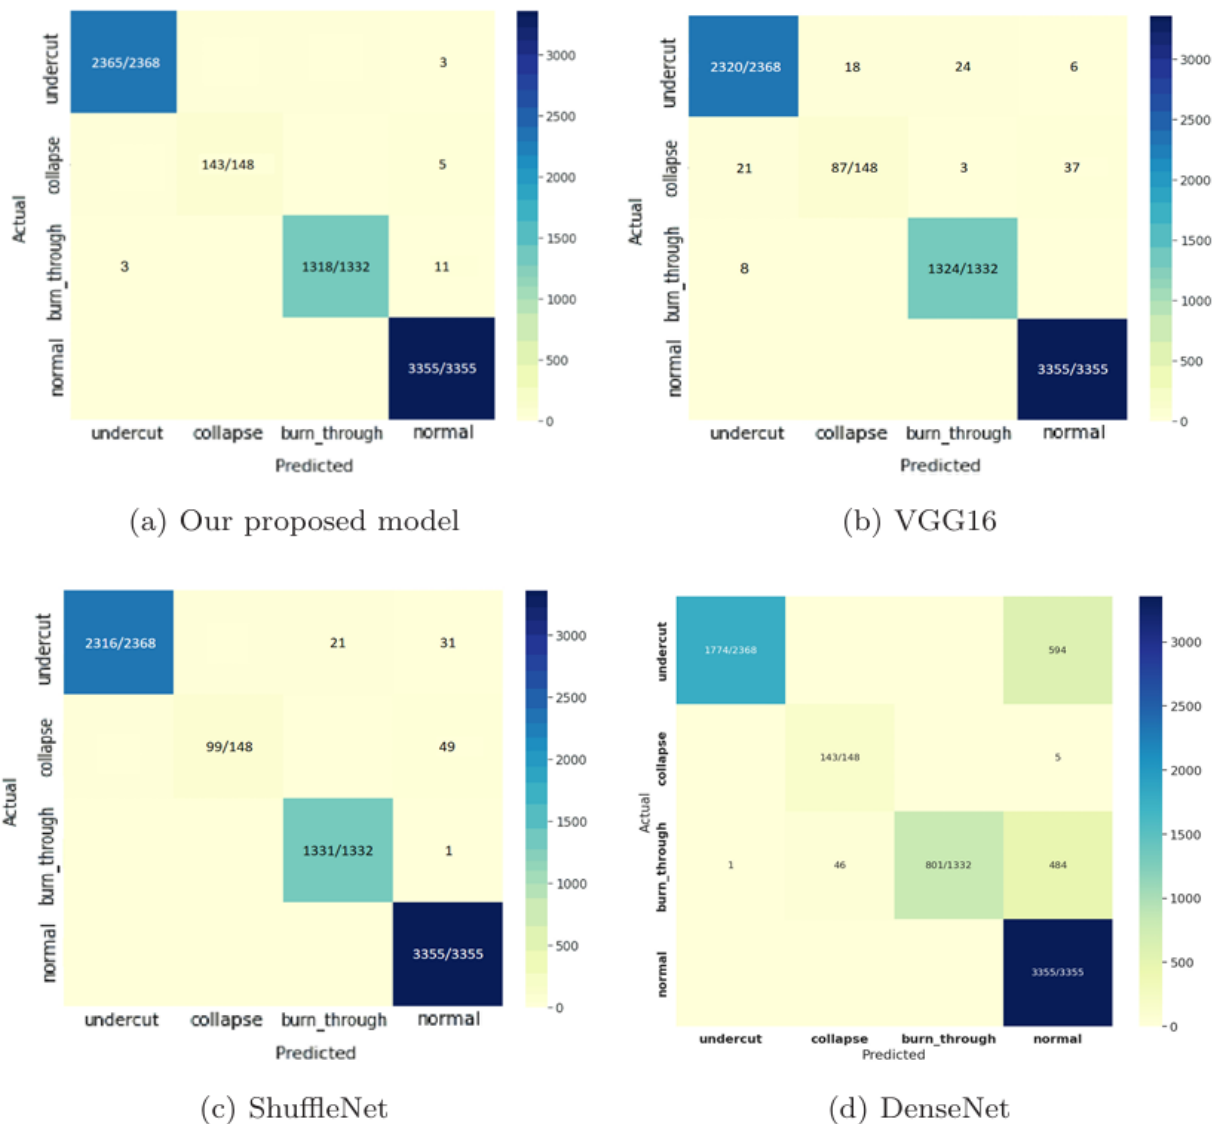 undercut 2365/2368 3
collapse 143/148 5
burn_through 3 1318/1332 11
normal 3355/3355
undercut collapse burn_through normal
Actual
Predicted
3000
2500
2000
1500
1000
500
0
(a) Our proposed model
undercut 2320/2368 18 24 6
collapse 21 87/148 3 37
burn_through 8 1324/1332
normal 3355/3355
undercut collapse burn_through normal
Actual
Predicted
3000
2500
2000
1500
1000
500
0
(b) VGG16
undercut 2316/2368 21 31
collapse 99/148 49
burn_through 1331/1332 1
normal 3355/3355
undercut collapse burn_through normal
Actual
Predicted
3000
2500
2000
1500
1000
500
0
(c) ShuffleNet
undercut 1774/2368 594
collapse 143/148 5
burn_through 1 46 801/1332 484
normal 3355/3355
undercut collapse burn_through normal
Actual
Predicted
3000
2500
2000
1500
1000
500
0
(d) DenseNet